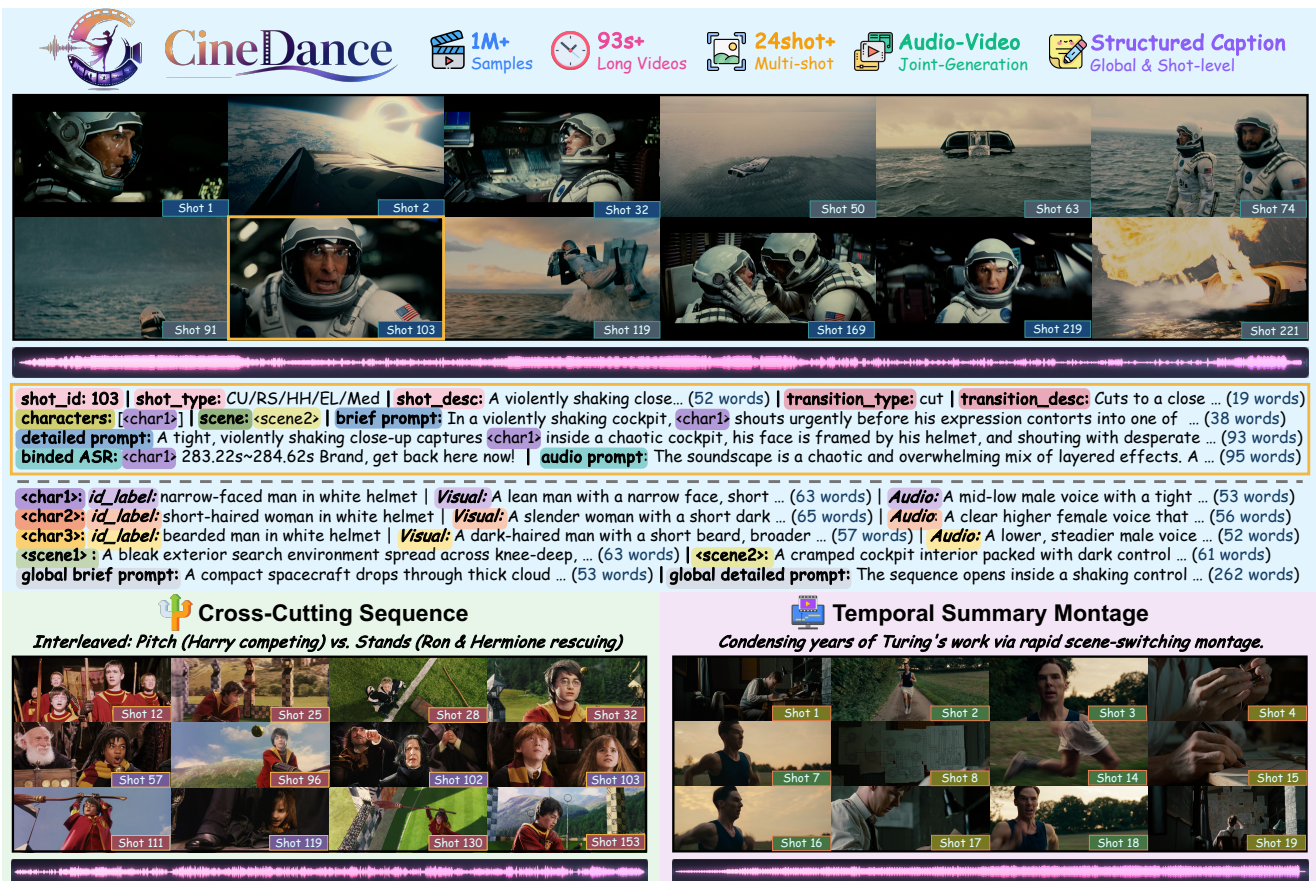 CineDance
1M+
Samples
93s+
Long Videos
24shot+
Multi-shot
Audio-Video
Joint-Generation
Structured Caption
Global & Shot-level
Shot 1
Shot 2
Shot 32
Shot 50
Shot 63
Shot 74
Shot 91
Shot 103
Shot 119
Shot 169
Shot 219
Shot 221
shot_id: 103 | shot_type: CU/RS/HH/EL/Med | shot_desc: A violently shaking close... (52 words) | transition_type: cut | transition_desc: Cuts to a close ... (19 words)
characters: [<char1>] | scene: <scene2> | brief prompt: In a violently shaking cockpit, <char1> shouts urgently before his expression contorts into one of ... (38 words)
detailed prompt: A tight, violently shaking close-up captures <char1> inside a chaotic cockpit, his face is framed by his helmet, and shouting with desperate ... (93 words)
binded ASR: <char1> 283.22s~284.62s Brand, get back here now! | audio prompt: The soundscape is a chaotic and overwhelming mix of layered effects. A ... (95 words)
<char1>: id_label: narrow-faced man in white helmet | Visual: A lean man with a narrow face, short ... (63 words) | Audio: A mid-low male voice with a tight ... (53 words)
<char2>: id_label: short-haired woman in white helmet | Visual: A slender woman with a short dark ... (65 words) | Audio: A clear higher female voice that ... (56 words)
<char3>: id_label: bearded man in white helmet | Visual: A dark-haired man with a short beard, broader ... (57 words) | Audio: A lower, steadier male voice ... (52 words)
<scene1> : A bleak exterior search environment spread across knee-deep, ... (63 words) | <scene2>: A cramped cockpit interior packed with dark control ... (61 words)
global brief prompt: A compact spacecraft drops through thick cloud ... (53 words) | global detailed prompt: The sequence opens inside a shaking control ... (262 words)
Cross-Cutting Sequence
Interleaved: Pitch (Harry competing) vs. Stands (Ron & Hermione rescuing)
Shot 12
Shot 25
Shot 28
Shot 32
Shot 57
Shot 96
Shot 102
Shot 103
Shot 111
Shot 119
Shot 130
Shot 153
Temporal Summary Montage
Condensing years of Turing's work via rapid scene-switching montage.
Shot 1
Shot 2
Shot 3
Shot 4
Shot 7
Shot 8
Shot 14
Shot 15
Shot 16
Shot 17
Shot 18
Shot 19